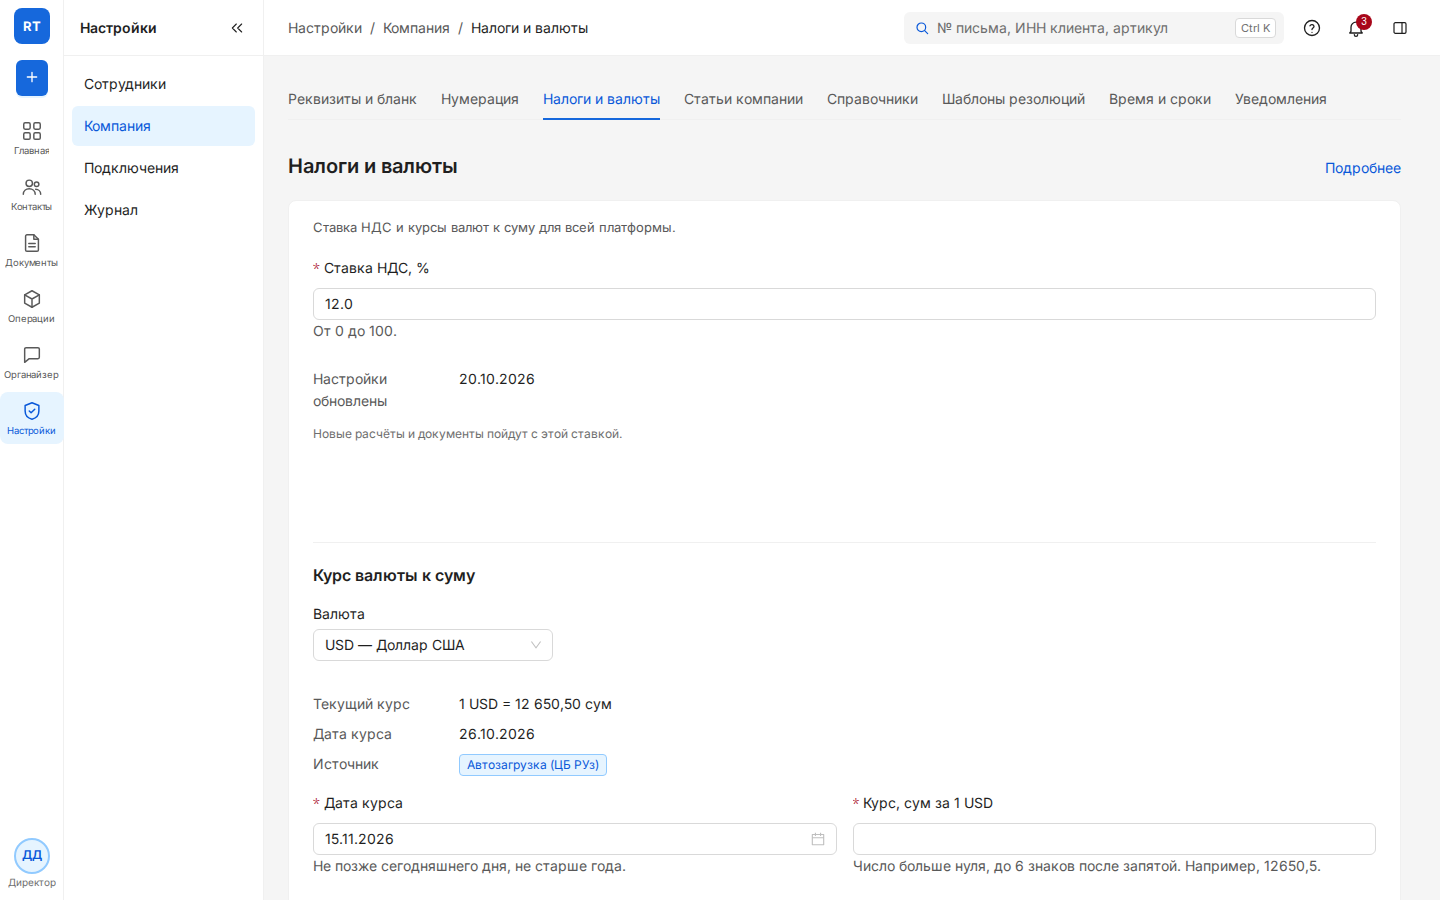 RT
Настройки
Настройки / Компания / Налоги и валюты
№ письма, ИНН клиента, артикул
Ctrl K
3
Главная
Контакты
Документы
Операции
Органайзер
Настройки
ДД
Директор
Сотрудники
Компания
Подключения
Журнал
Реквизиты и бланк
Нумерация
Налоги и валюты
Статьи компании
Справочники
Шаблоны резолюций
Время и сроки
Уведомления
Налоги и валюты
Подробнее
Ставка НДС и курсы валют к суму для всей платформы.
* Ставка НДС, %
12.0
От 0 до 100.
Настройки обновлены
20.10.2026
Новые расчёты и документы пойдут с этой ставкой.
Курс валюты к суму
Валюта
USD — Доллар США
Текущий курс
1 USD = 12 650,50 сум
Дата курса
26.10.2026
Источник
Автозагрузка (ЦБ РУз)
* Дата курса
15.11.2026
Не позже сегодняшнего дня, не старше года.
* Курс, сум за 1 USD
Число больше нуля, до 6 знаков после запятой. Например, 12650,5.